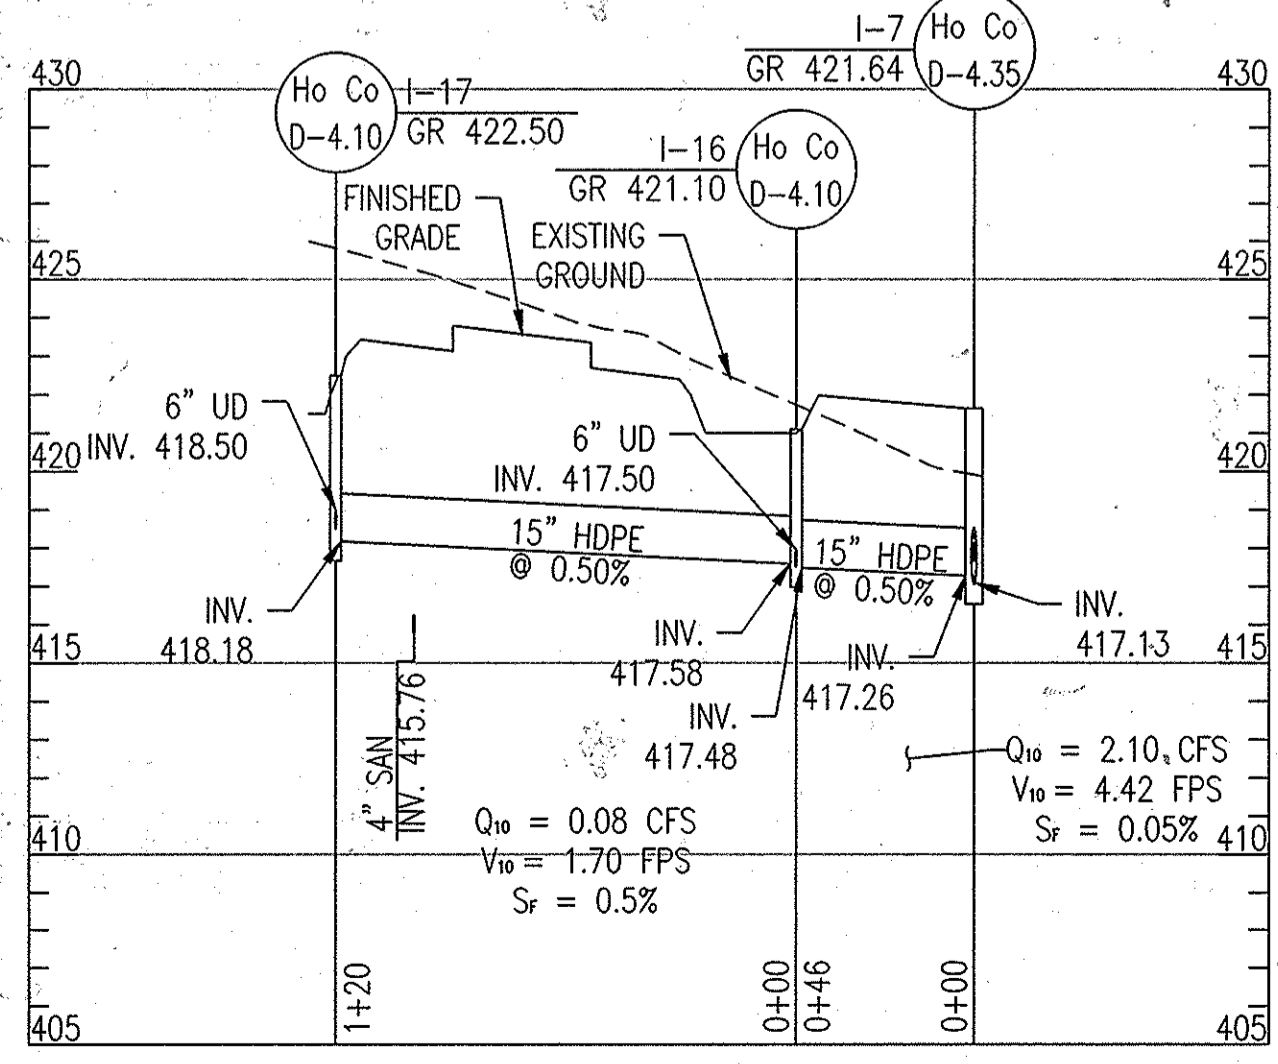 I-7
GR 421.64
Ho Co
D-4.35
430
430
Ho Co
D-4.10
I-17
GR 422.50
I-16
GR 421.10
Ho Co
D-4.10
FINISHED
GRADE
EXISTING
GROUND
425
425
6" UD
INV. 418.50
6" UD
INV. 417.50
420
420
15" HDPE
@ 0.50%
15" HDPE
@ 0.50%
INV.
418.18
INV.
417.58
INV.
417.26
INV.
417.13
415
415
INV.
417.48
4" SAN
INV. 415.76
Q10 = 2.10 CFS
V10 = 4.42 FPS
SF = 0.05%
Q10 = 0.08 CFS
V10 = 1.70 FPS
SF = 0.5%
410
410
1+20
0+00
0+46
0+00
405
405